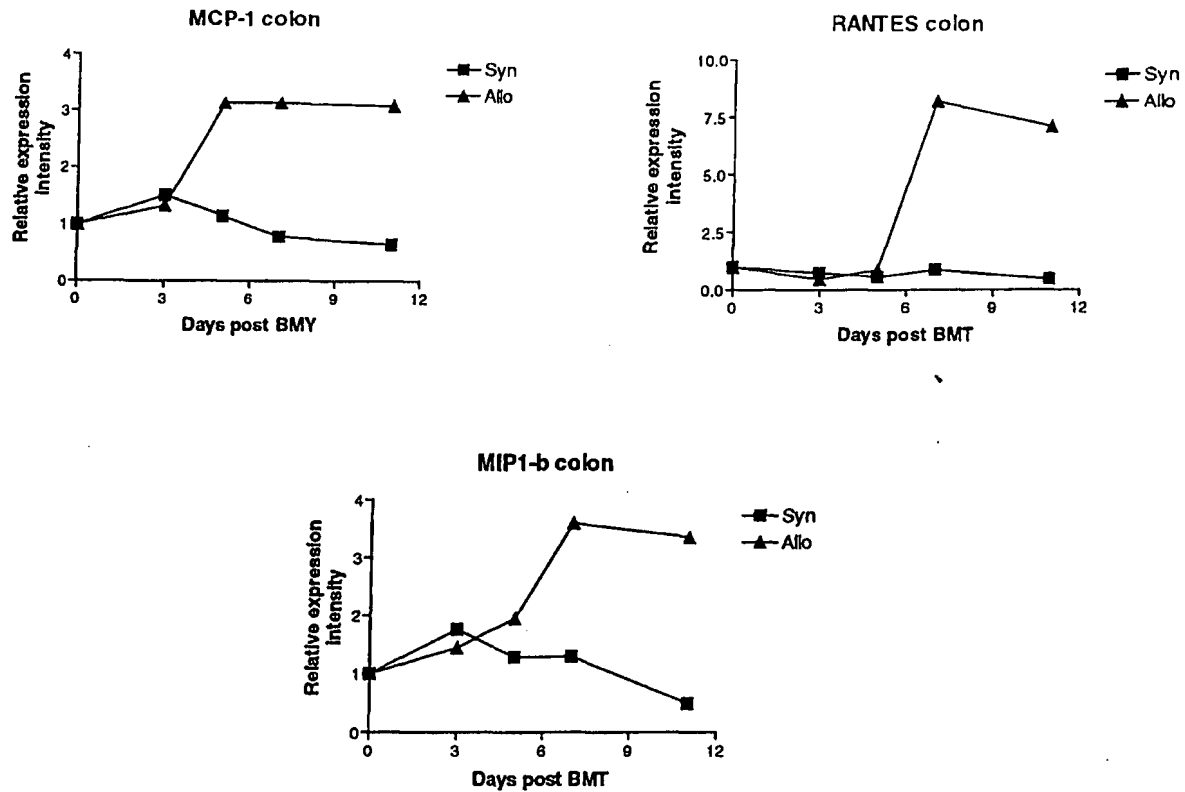 MCP-1 colon
Relative expression
intensity
4
3
2
1
0
0 3 6 9 12
Days post BMY
Syn
Allo
RANTES colon
Relative expression
intensity
10.0
7.5
5.0
2.5
0.0
0 3 6 9 12
Days post BMT
Syn
Allo
MIP1-b colon
Relative expression
intensity
4
3
2
1
0
0 3 6 9 12
Days post BMT
Syn
Allo